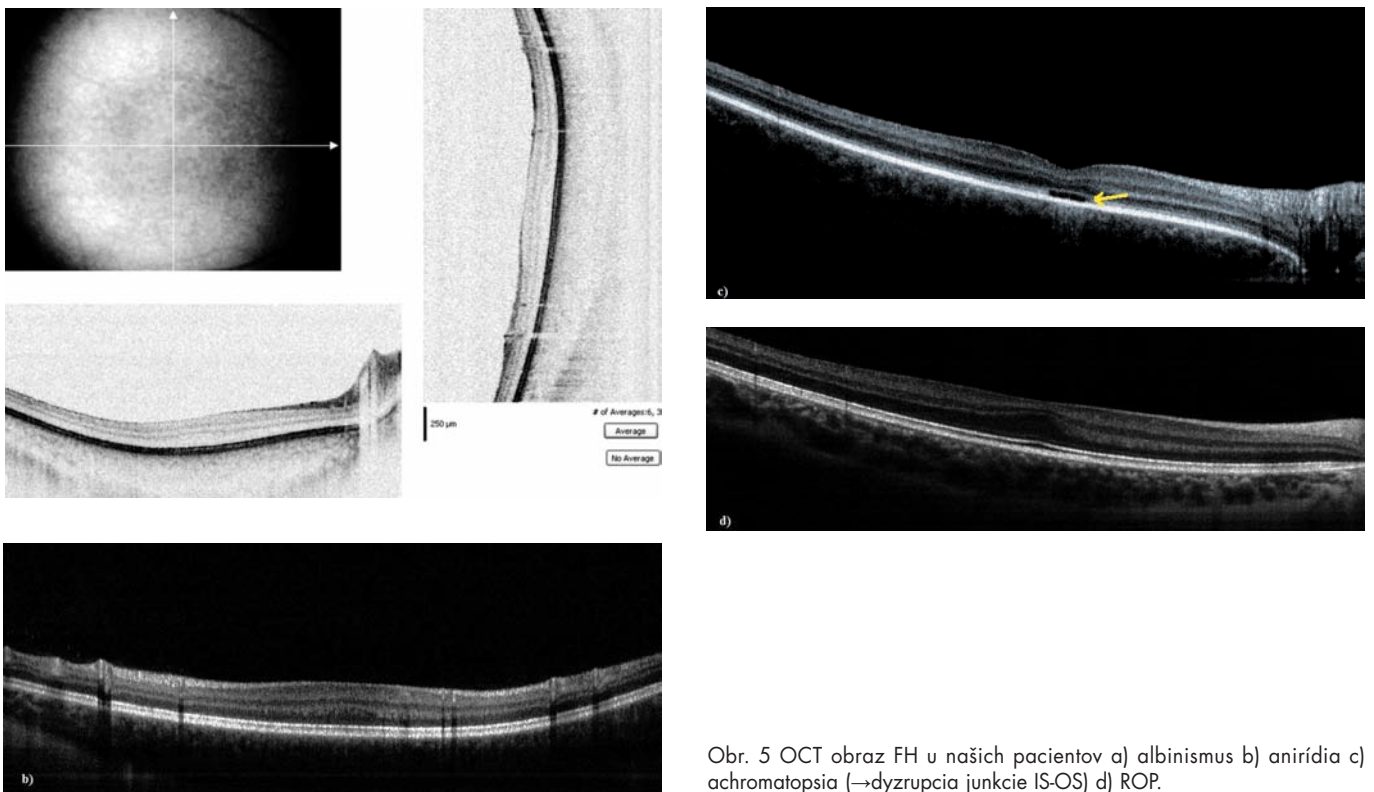 # of Averages:6, 3
Average
No Average
250 µm
b)
c)
d)
Obr. 5 OCT obraz FH u našich pacientov a) albinismus b) anirídia c)
achromatopsia (→dyzrupcia junkcie IS-OS) d) ROP.